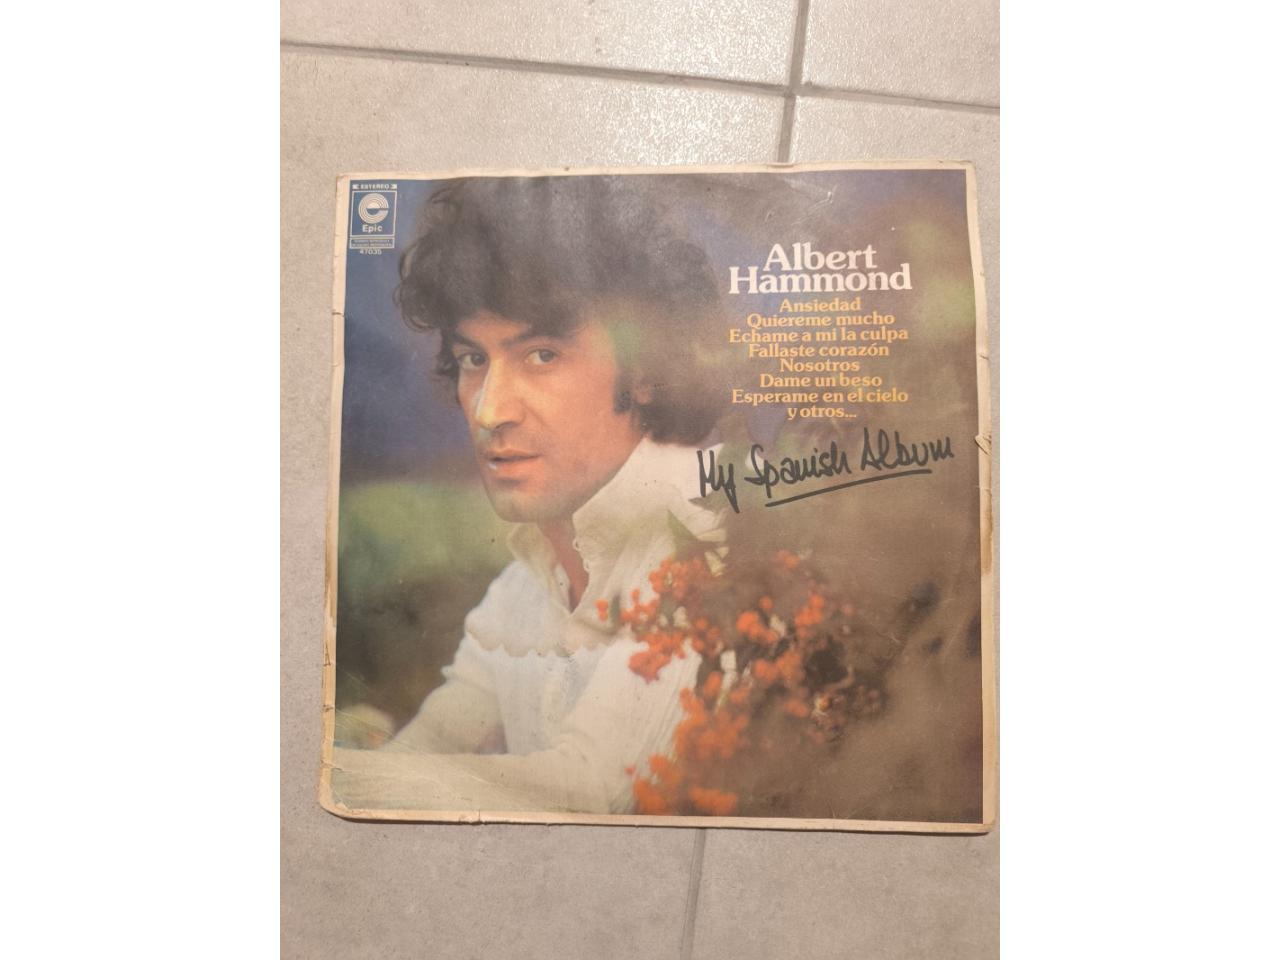 ESTEREO
Epic
47035
Albert
Hammond
Ansiedad
Quiereme mucho
Echame a mi la culpa
Fallaste corazón
Nosotros
Dame un beso
Esperame en el cielo
y otros...
My Spanish Album